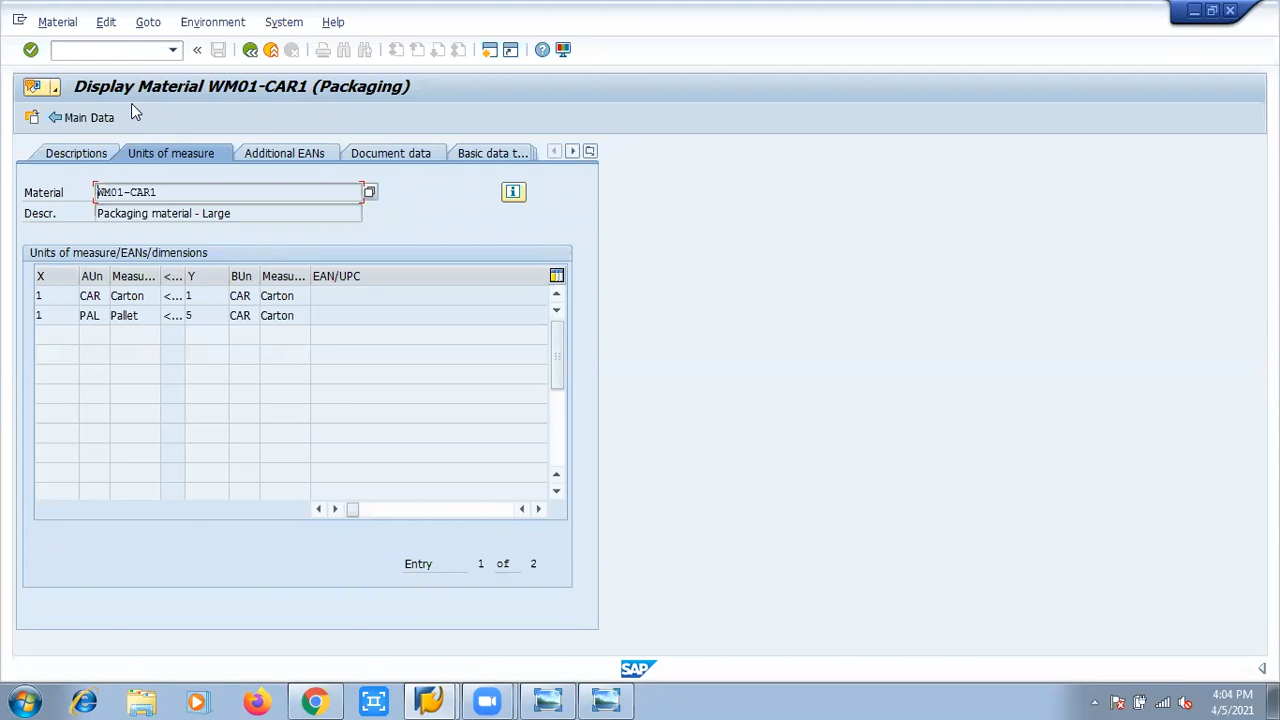 Material Edit Goto Environment System Help
Display Material WM01-CAR1 (Packaging)
Main Data
Descriptions Units of measure Additional EANs Document data Basic data t...
Material WM01-CAR1
Descr. Packaging material - Large
Units of measure/EANs/dimensions
X AUn Measu... <... Y BUn Measu... EAN/UPC
1 CAR Carton <... 1 CAR Carton
1 PAL Pallet <... 5 CAR Carton
Entry 1 of 2
SAP
4:04 PM
4/5/2021